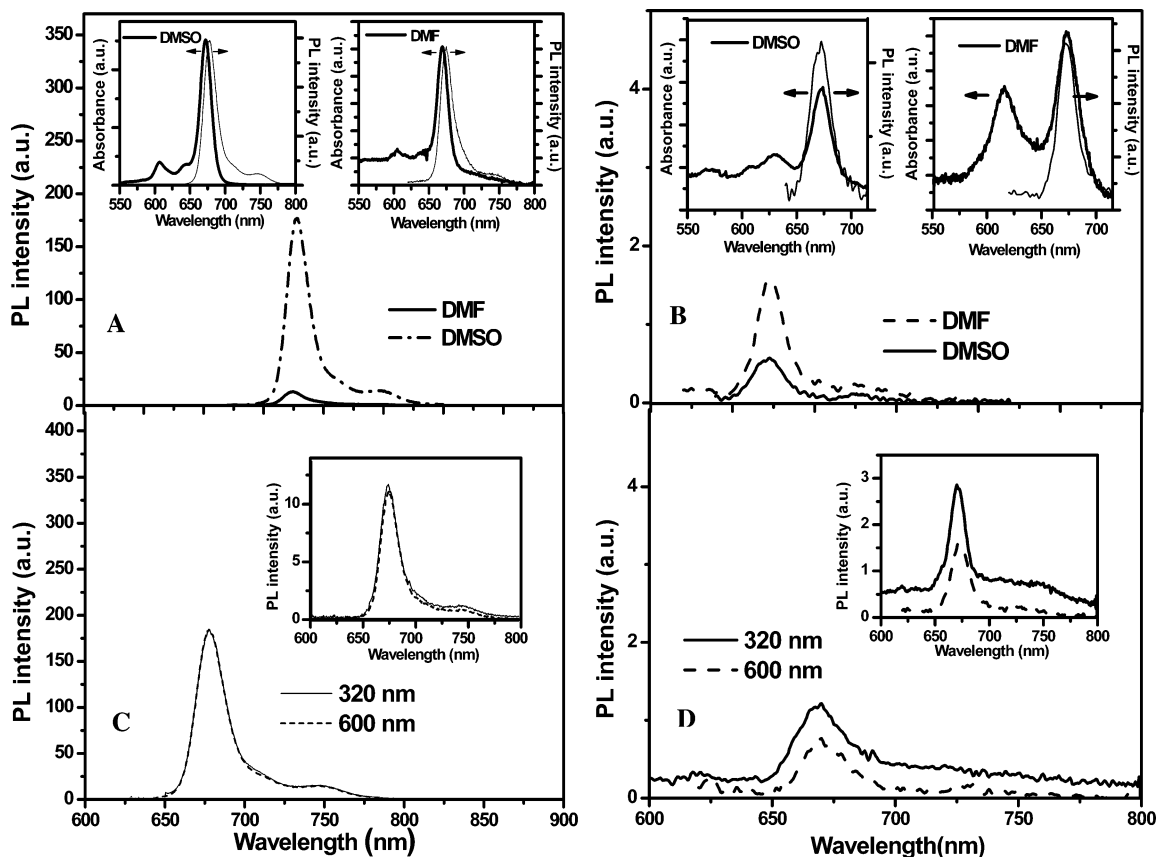 PL intensity (a.u.)
350
300
250
200
150
100
75
50
25
0
DMSO
Absorbance (a.u.)
PL intensity (a.u.)
550 600 650 700 750 800
Wavelength (nm)
DMF
Absorbance (a.u.)
PL intensity (a.u.)
550 600 650 700 750 800
Wavelength (nm)
A
DMF
DMSO
PL intensity (a.u.)
4
2
0
DMSO
Absorbance (a.u.)
PL intensity (a.u.)
550 600 650 700
Wavelength (nm)
DMF
Absorbance (a.u.)
PL intensity (a.u.)
550 600 650 700
Wavelength (nm)
B
DMF
DMSO
PL intensity (a.u.)
400
350
300
250
200
150
100
50
0
PL intensity (a.u.)
10
5
0
600 650 700 750 800
Wavelength (nm)
C
320 nm
600 nm
600 650 700 750 800 850 900
Wavelength (nm)
PL intensity (a.u.)
4
2
0
PL intensity (a.u.)
3
2
1
0
600 650 700 750 800
Wavelength (nm)
320 nm
600 nm
D
600 650 700 750 800
Wavelength(nm)